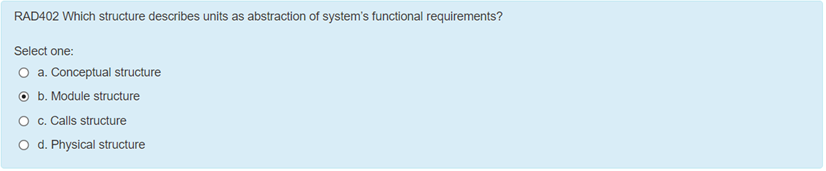 RAD402 Which structure describes units as abstraction of system's functional requirements?
Select one:
a. Conceptual structure
b. Module structure
c. Calls structure
d. Physical structure